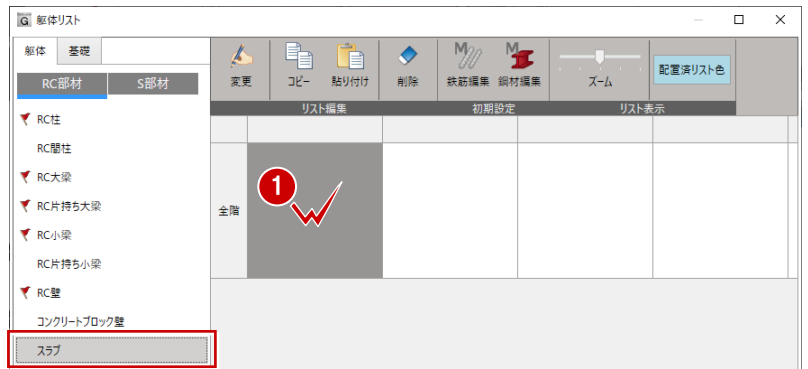 G 躯体リスト
躯体 基礎
RC部材 S部材
変更 コピー 貼り付け 削除 鉄筋編集 鋼材編集 ズーム 配置済リスト色
リスト編集 初期設定 リスト表示
RC柱
RC間柱
RC大梁
RC片持ち大梁
RC小梁
RC片持ち小梁
RC壁
コンクリートブロック壁
スラブ
全階
1
M
M